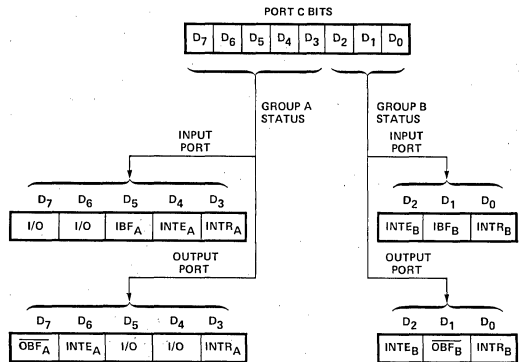 PORT C BITS
D7 D6 D5 D4 D3 D2 D1 D0
GROUP A STATUS
GROUP B STATUS
INPUT PORT
INPUT PORT
D7 D6 D5 D4 D3
I/O I/O IBFA INTEA INTRA
D2 D1 D0
INTEB IBFB INTRB
OUTPUT PORT
OUTPUT PORT
D7 D6 D5 D4 D3
OBFA INTEA I/O I/O INTRA
D2 D1 D0
INTEB OBFB INTRB